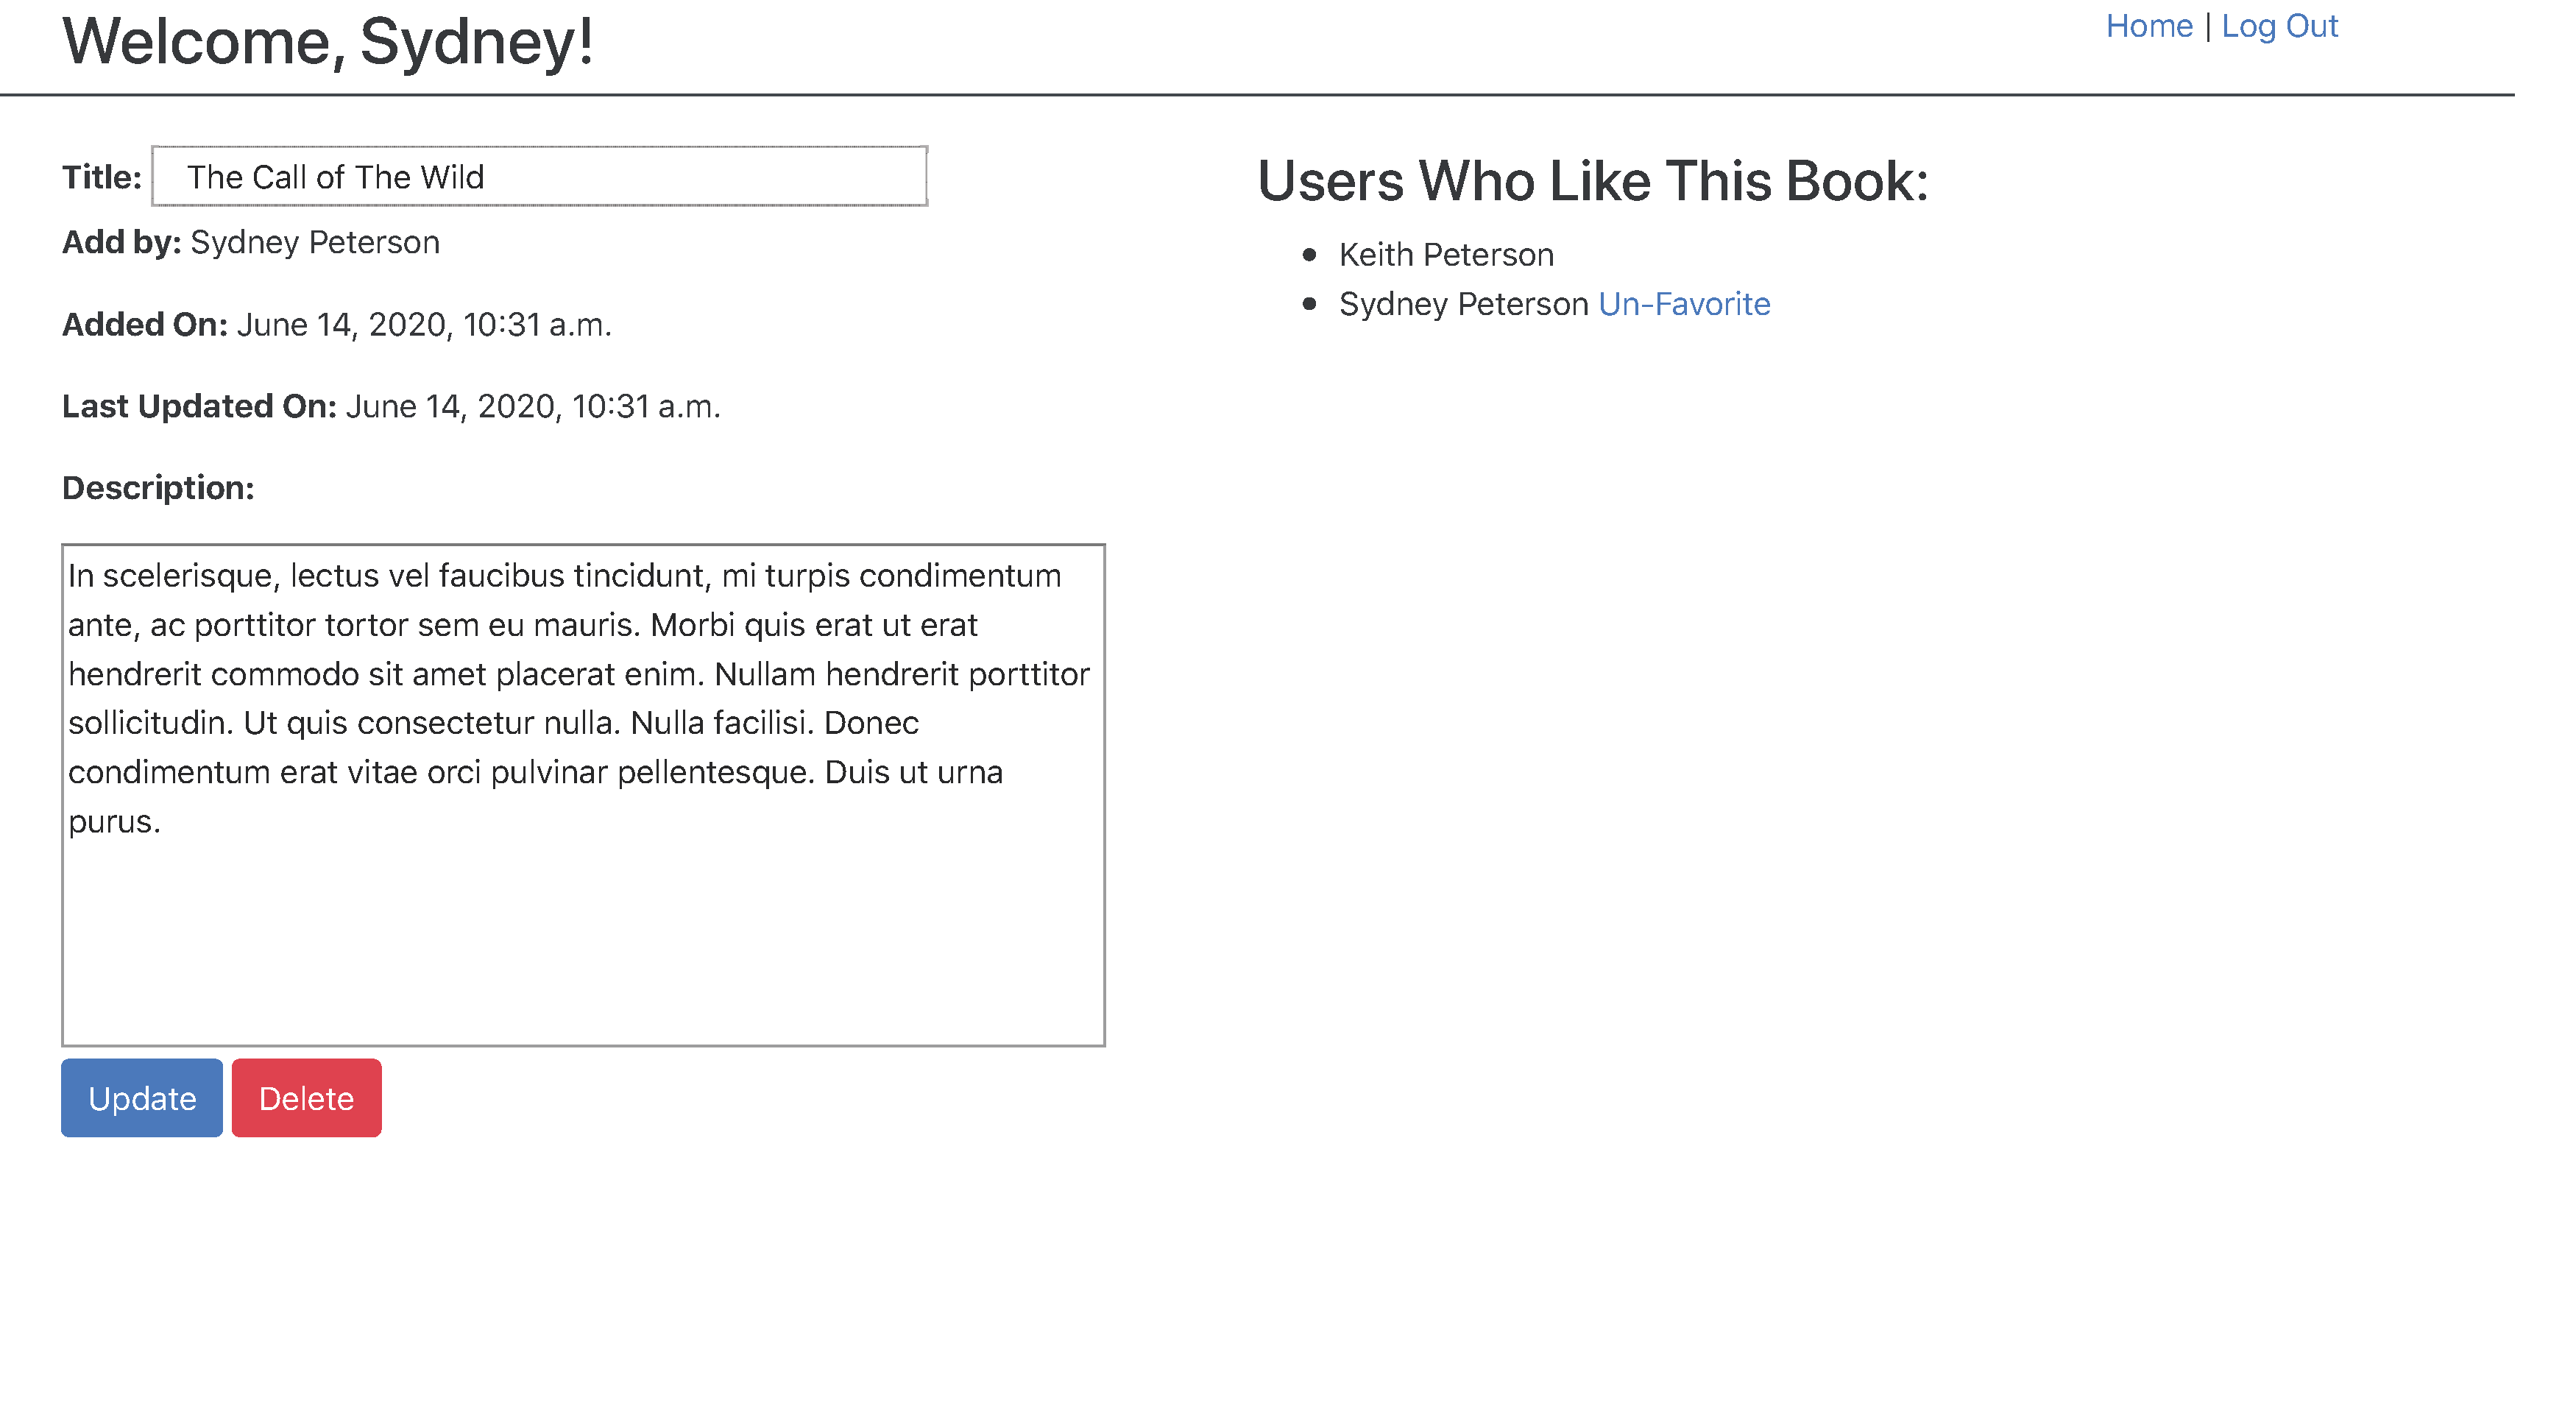 Welcome, Sydney!
Home | Log Out
Title: The Call of The Wild
Add by: Sydney Peterson
Added On: June 14, 2020, 10:31 a.m.
Last Updated On: June 14, 2020, 10:31 a.m.
Description:
In scelerisque, lectus vel faucibus tincidunt, mi turpis condimentum
ante, ac porttitor tortor sem eu mauris. Morbi quis erat ut erat
hendrerit commodo sit amet placerat enim. Nullam hendrerit porttitor
sollicitudin. Ut quis consectetur nulla. Nulla facilisi. Donec
condimentum erat vitae orci pulvinar pellentesque. Duis ut urna
purus.
Update Delete
Users Who Like This Book:
• Keith Peterson
• Sydney Peterson Un-Favorite